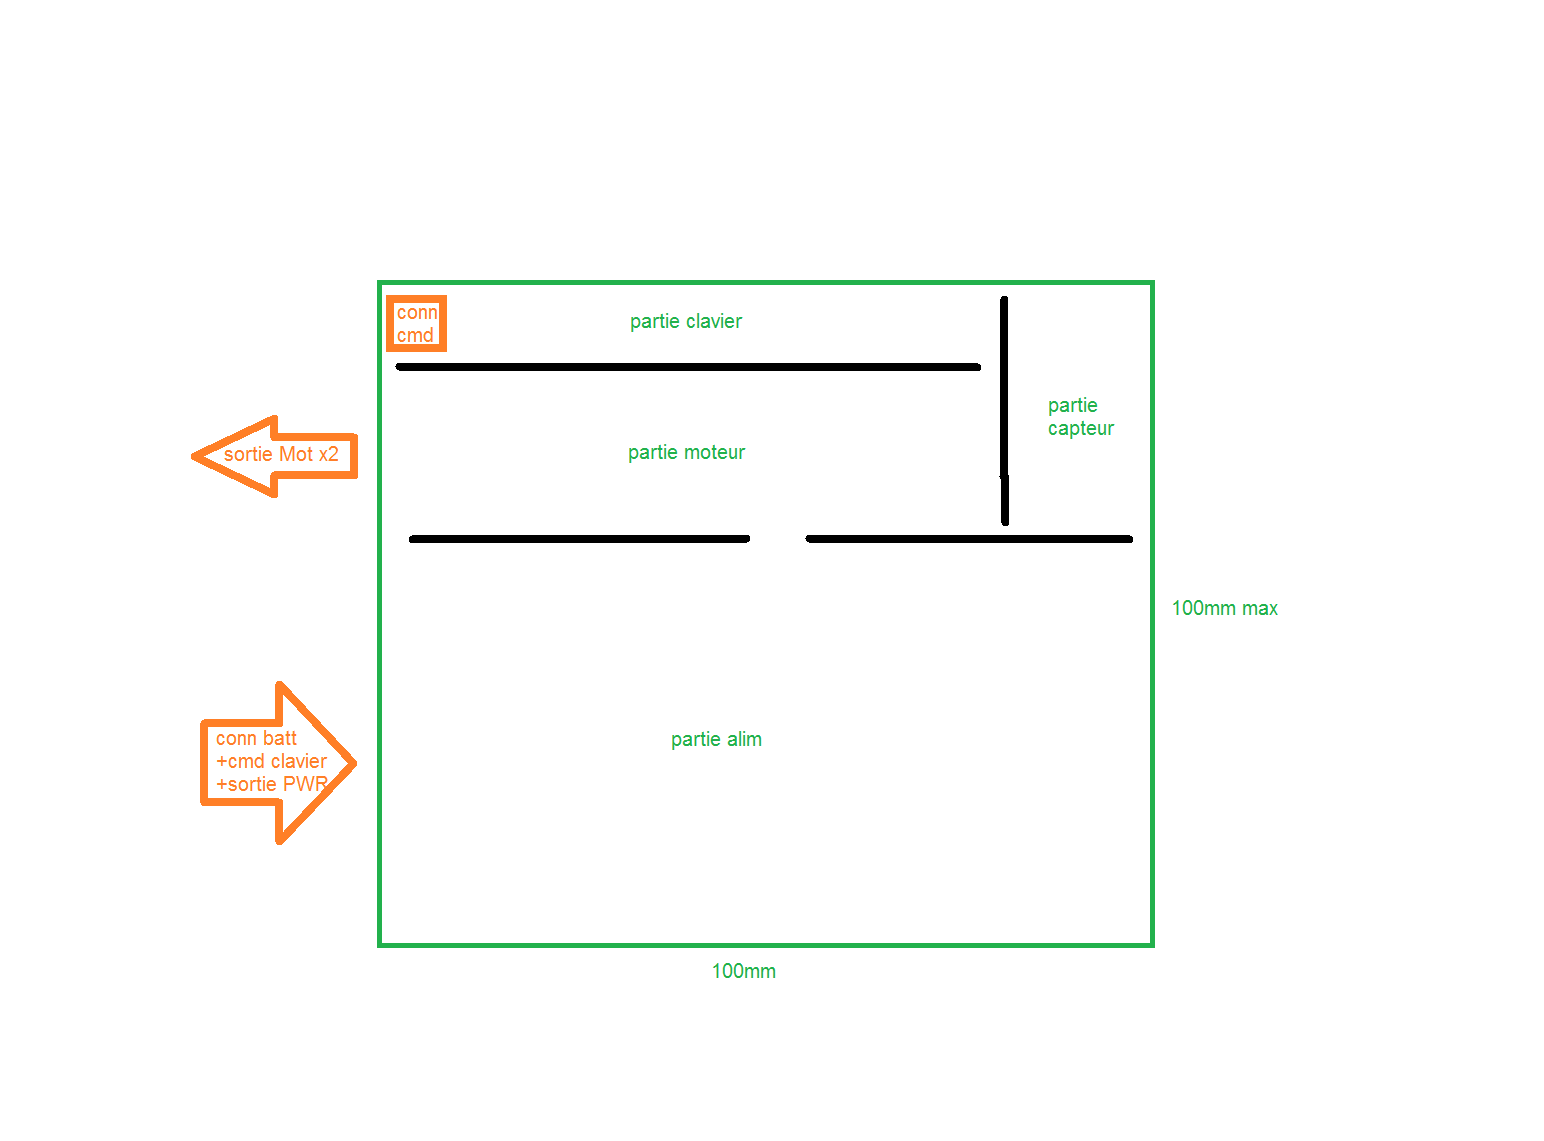 conn
cmd
partie clavier
partie
capteur
sortie Mot x2
partie moteur
100mm max
conn batt
+cmd clavier
+sortie PWR
partie alim
100mm